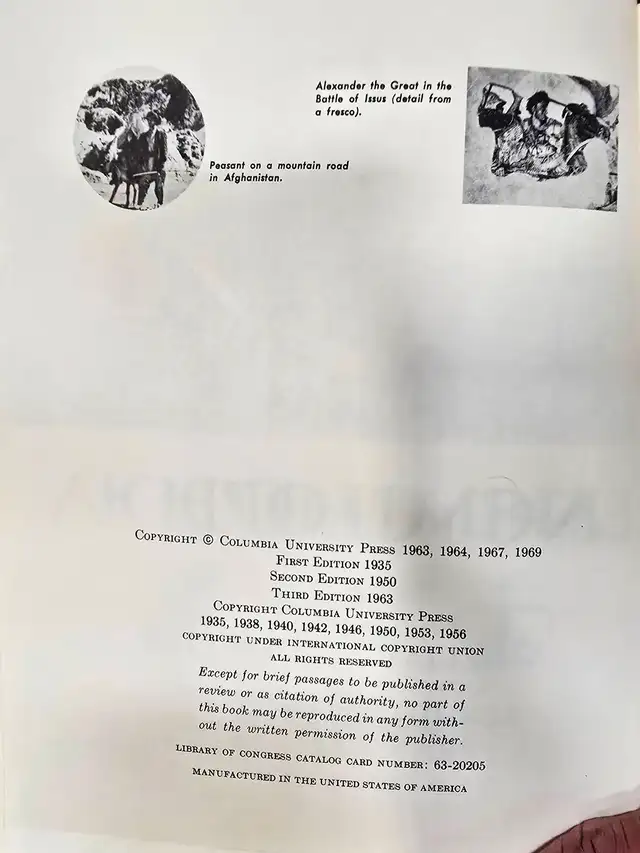 Alexander the Great in the
Battle of Issus (detail from
a fresco).
Peasant on a mountain road
in Afghanistan.
COPYRIGHT © COLUMBIA UNIVERSITY PRESS 1963, 1964, 1967, 1969
FIRST EDITION 1935
SECOND EDITION 1950
THIRD EDITION 1963
COPYRIGHT COLUMBIA UNIVERSITY PRESS
1935, 1938, 1940, 1942, 1946, 1950, 1953, 1956
COPYRIGHT UNDER INTERNATIONAL COPYRIGHT UNION
ALL RIGHTS RESERVED
Except for brief passages to be published in a
review or as citation of authority, no part of
this book may be reproduced in any form with-
out the written permission of the publisher.
LIBRARY OF CONGRESS CATALOG CARD NUMBER: 63-20205
MANUFACTURED IN THE UNITED STATES OF AMERICA